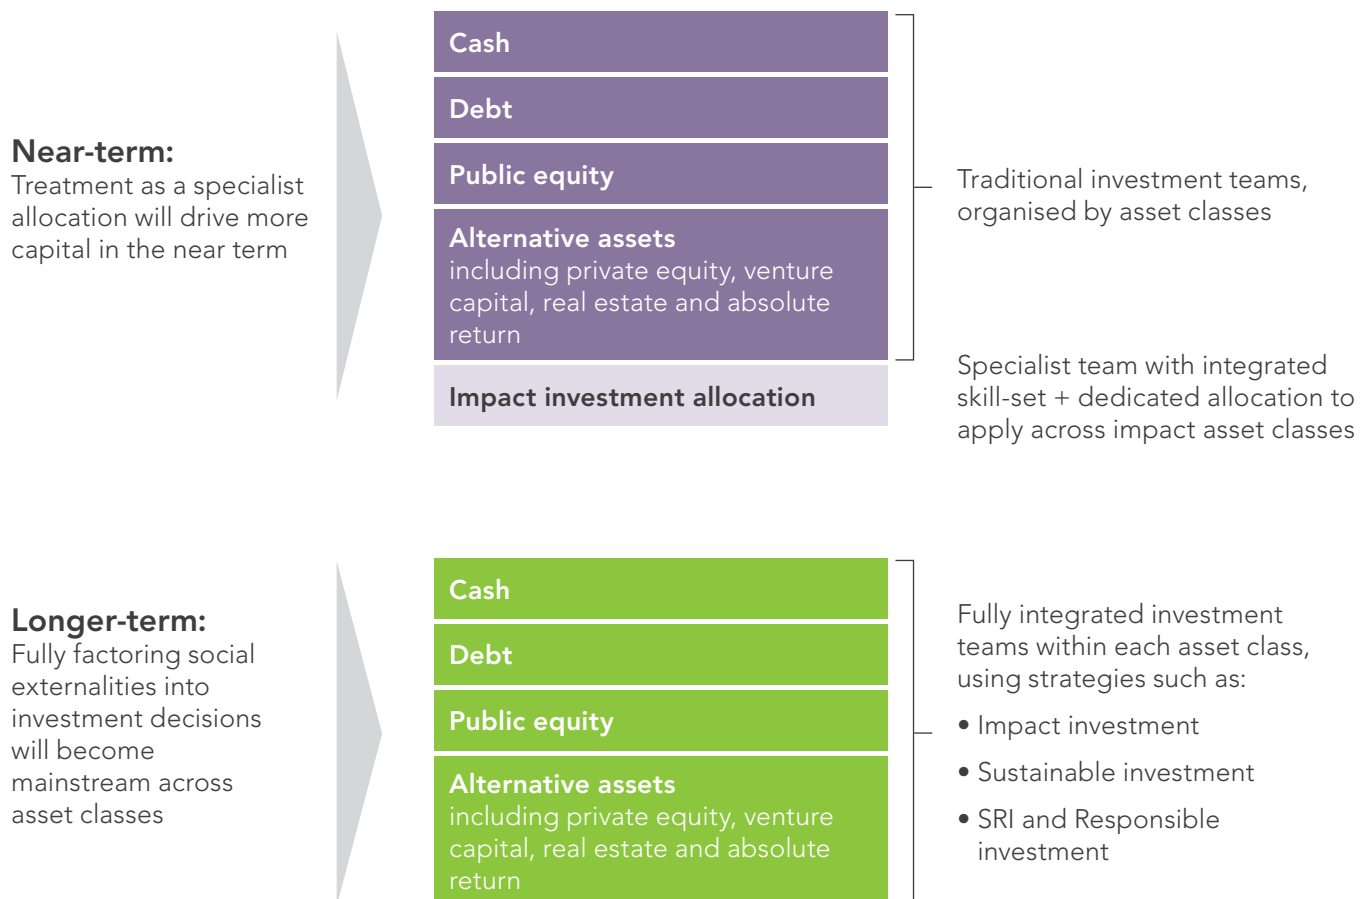 Near-term:
Treatment as a specialist
allocation will drive more
capital in the near term
Cash
Debt
Public equity
Alternative assets
including private equity, venture
capital, real estate and absolute
return
Impact investment allocation
Traditional investment teams,
organised by asset classes
Specialist team with integrated
skill-set + dedicated allocation to
apply across impact asset classes
Longer-term:
Fully factoring social
externalities into
investment decisions
will become
mainstream across
asset classes
Cash
Debt
Public equity
Alternative assets
including private equity, venture
capital, real estate and absolute
return
Fully integrated investment
teams within each asset class,
using strategies such as:
• Impact investment
• Sustainable investment
• SRI and Responsible
investment